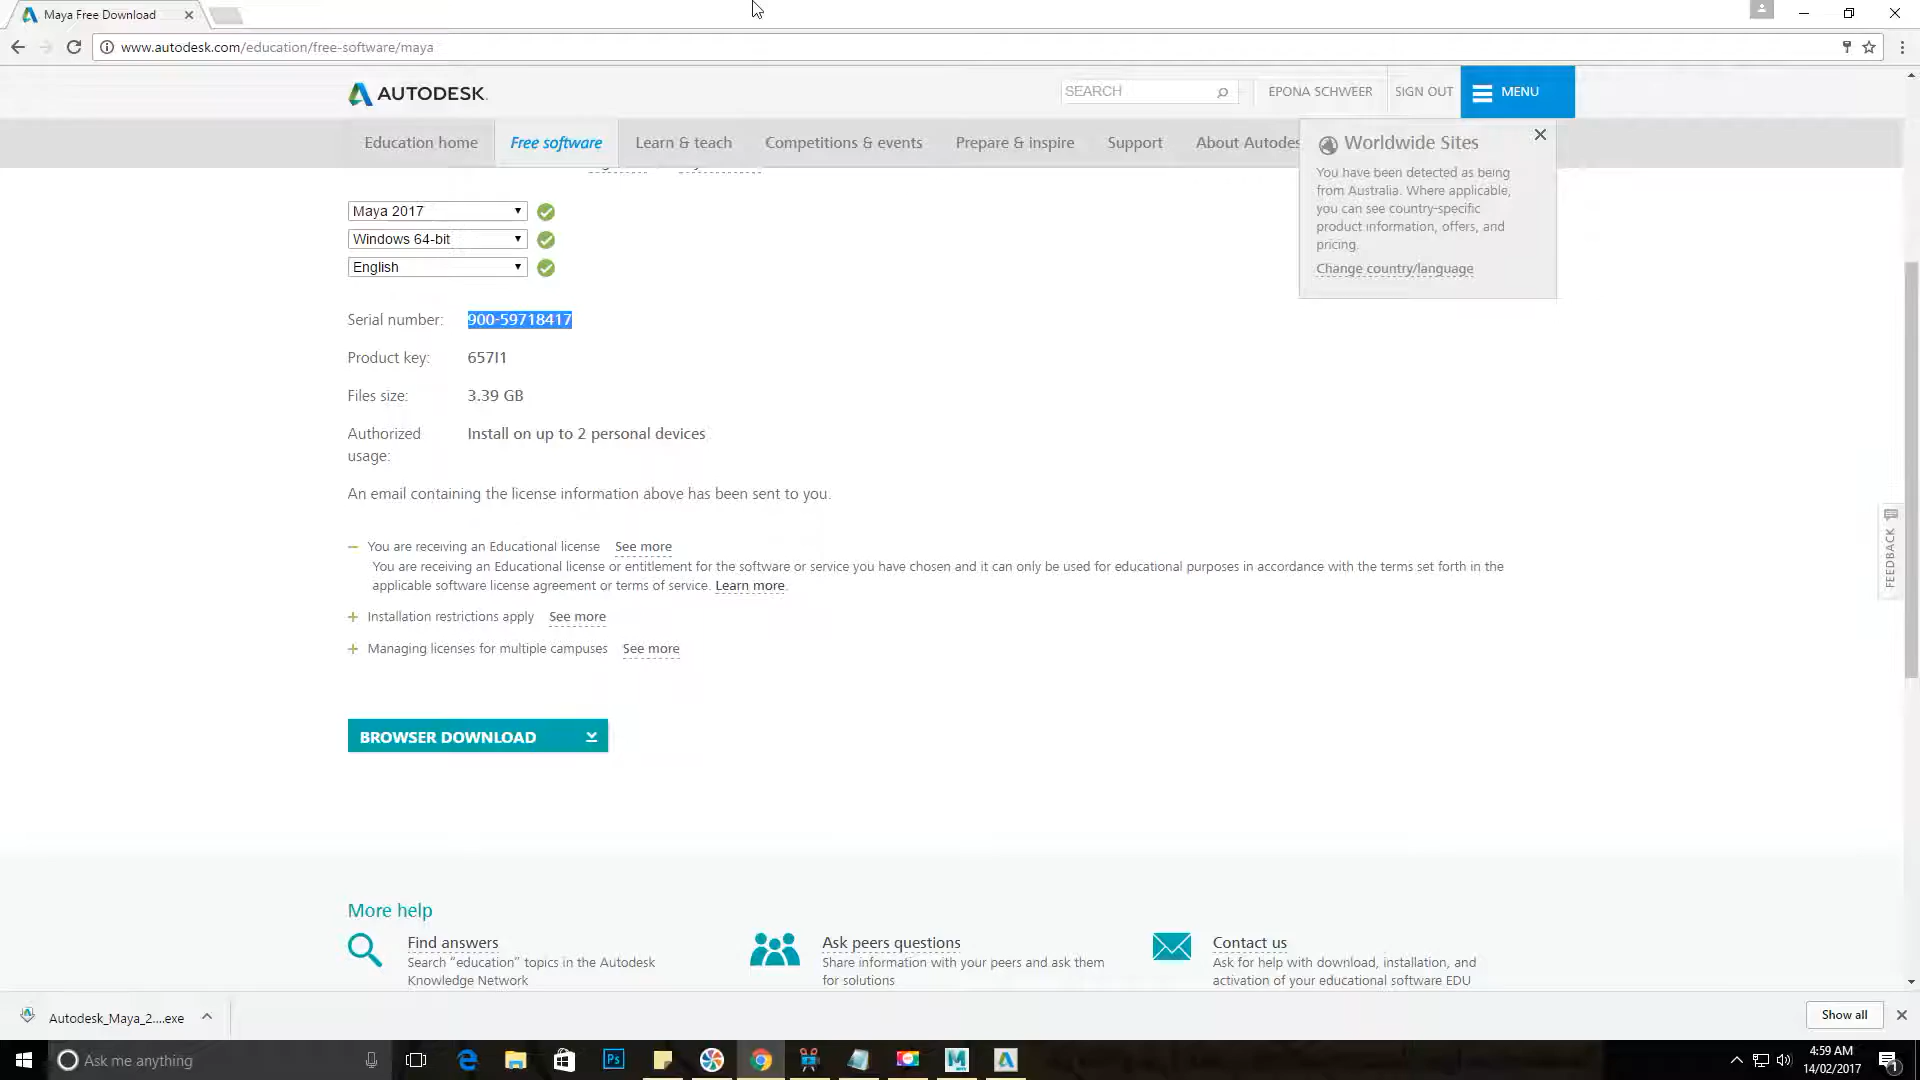 Maya Free Download
www.autodesk.com/education/free-software/maya
AUTODESK.
SEARCH
EPONA SCHWEER
SIGN OUT
MENU
Education home
Free software
Learn & teach
Competitions & events
Prepare & inspire
Support
About Autodes
Worldwide Sites
You have been detected as being
from Australia. Where applicable,
you can see country-specific
product information, offers, and
pricing.
Change country/language
Maya 2017
Windows 64-bit
English
Serial number: 900-59718417
Product key: 657I1
Files size: 3.39 GB
Authorized usage: Install on up to 2 personal devices
An email containing the license information above has been sent to you.
You are receiving an Educational license See more
You are receiving an Educational license or entitlement for the software or service you have chosen and it can only be used for educational purposes in accordance with the terms set forth in the
applicable software license agreement or terms of service. Learn more.
Installation restrictions apply See more
Managing licenses for multiple campuses See more
BROWSER DOWNLOAD
FEEDBACK
More help
Find answers
Search “education” topics in the Autodesk
Knowledge Network
Ask peers questions
Share information with your peers and ask them
for solutions
Contact us
Ask for help with download, installation, and
activation of your educational software EDU
Autodesk_Maya_2....exe
Show all
Ask me anything
Ps
4:59 AM
14/02/2017
1